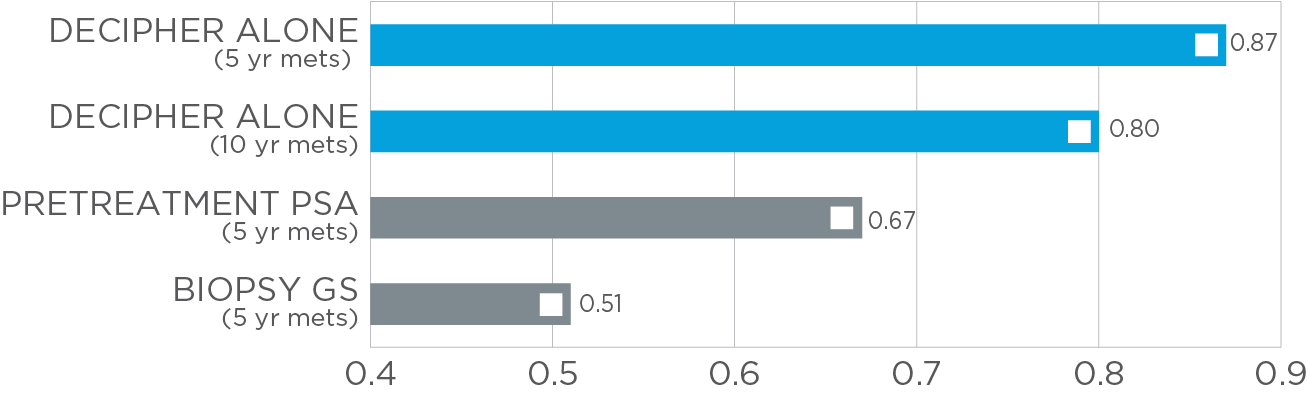 DECIPHER ALONE
(5 yr mets)
0.87
DECIPHER ALONE
(10 yr mets)
0.80
PRETREATMENT PSA
(5 yr mets)
0.67
BIOPSY GS
(5 yr mets)
0.51
0.4 0.5 0.6 0.7 0.8 0.9